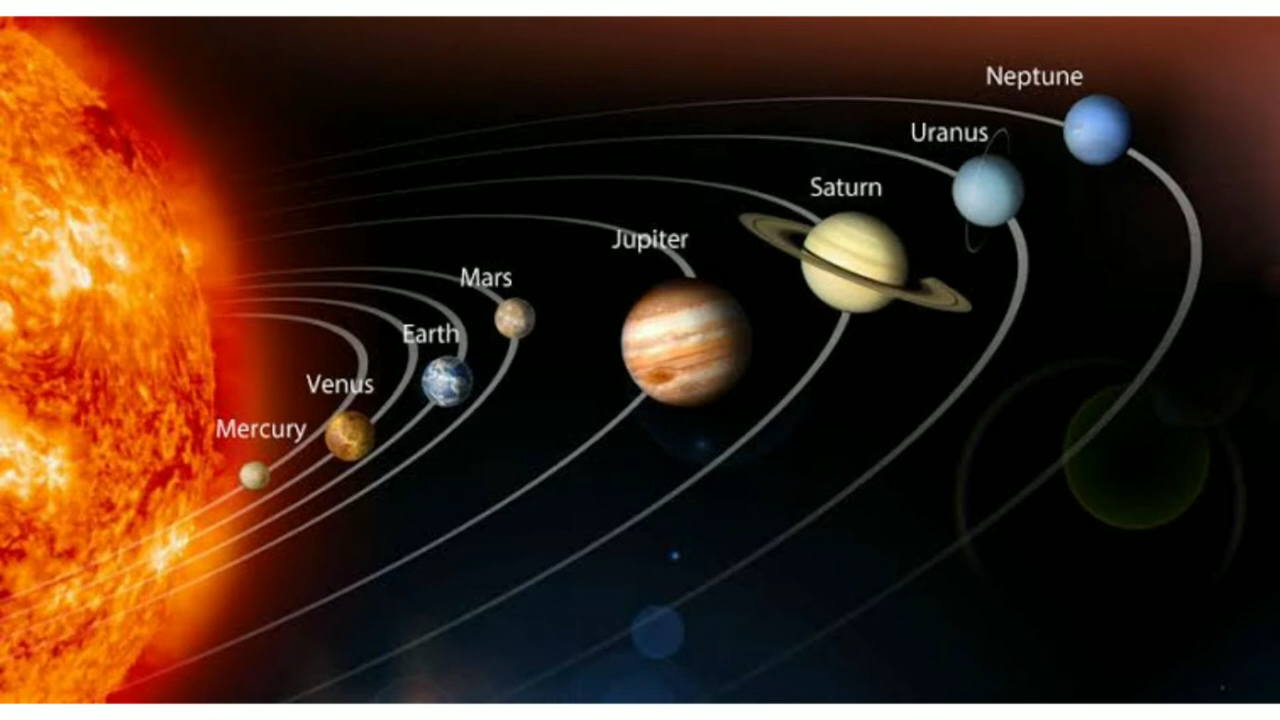 Mercury
Venus
Earth
Mars
Jupiter
Saturn
Uranus
Neptune